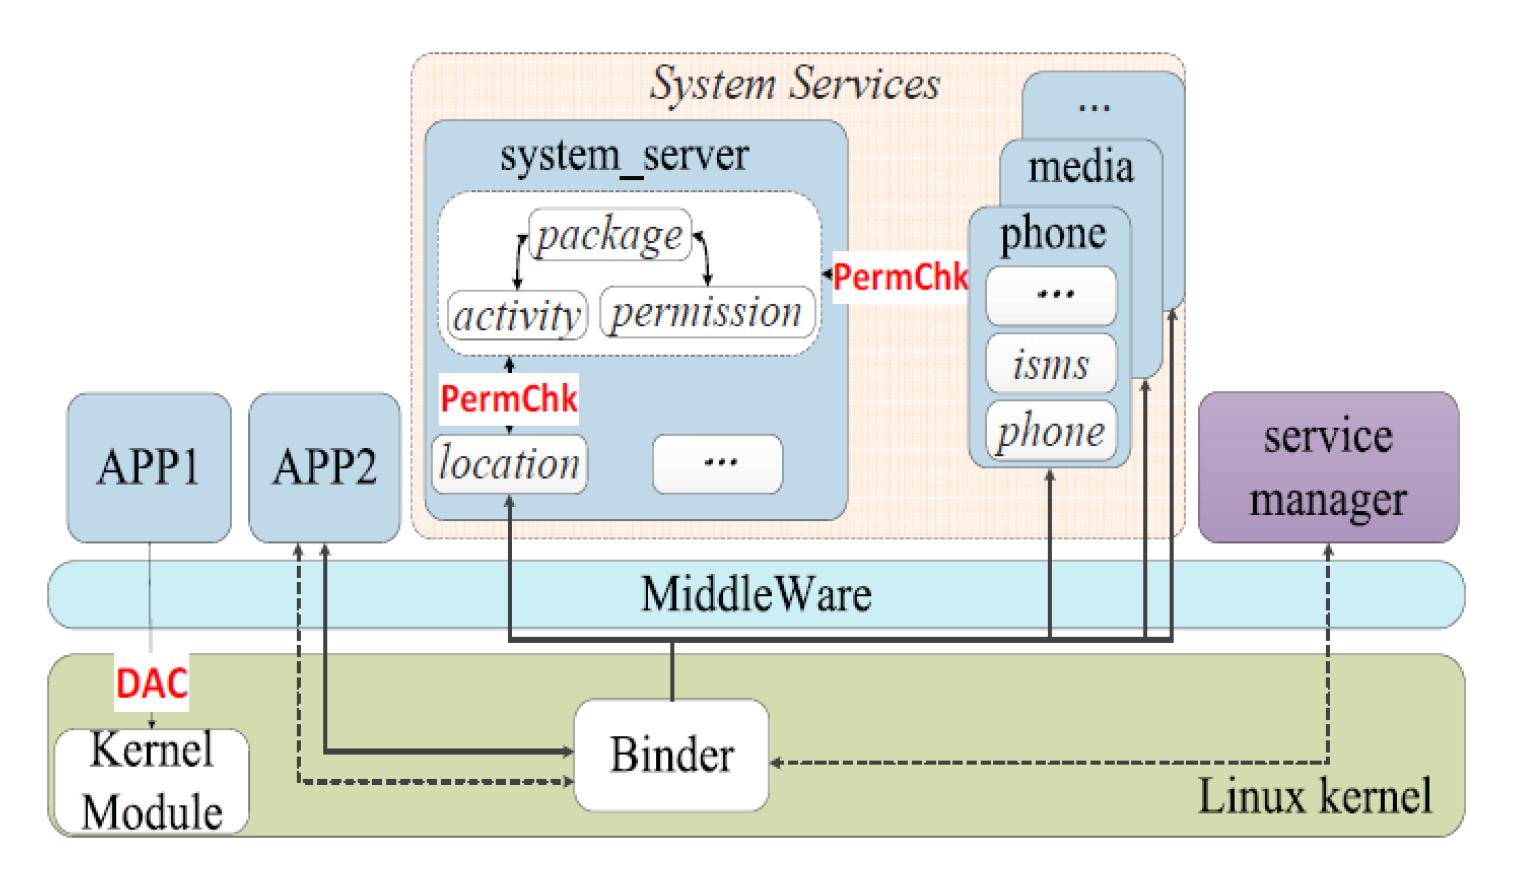 System Services
...
media
phone
...
isms
phone
system_server
package
activity
permission
PermChk
PermChk
location
...
APP1
APP2
service
manager
MiddleWare
DAC
Kernel
Module
Binder
Linux kernel